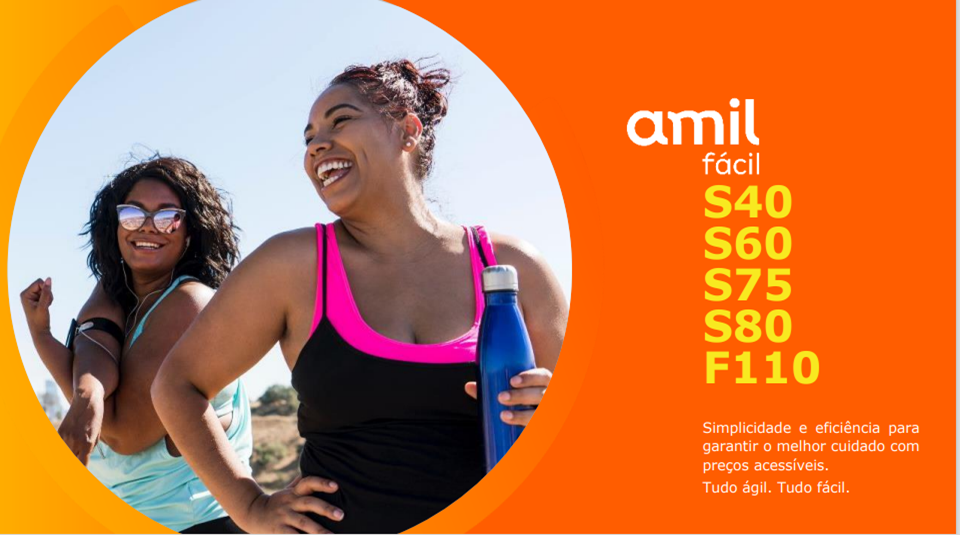 amil
fácil
S40
S60
S75
S80
F110
Simplicidade e eficiência para
garantir o melhor cuidado com
preços acessíveis.
Tudo ágil. Tudo fácil.